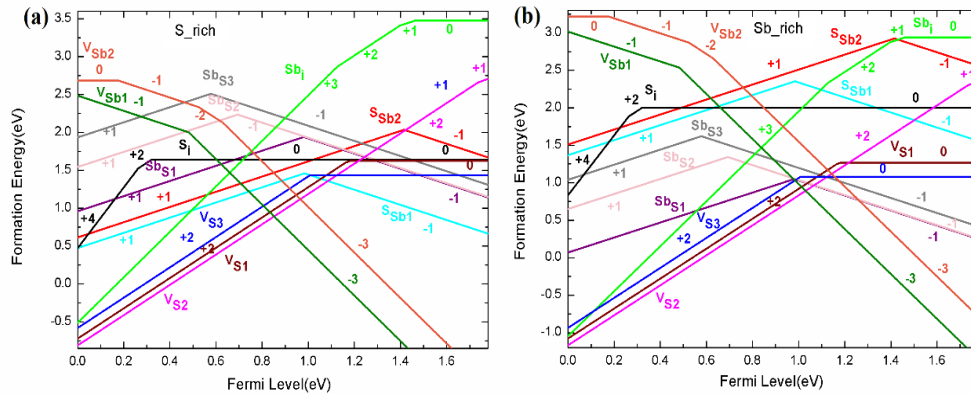 (a)
S_rich
Formation Energy(eV)
3.5
3.0
2.5
2.0
1.5
1.0
0.5
0.0
-0.5
V_Sb2
0
-1
-2
-3
V_Sb1
-1
-3
Sb_S3
+1
-1
Sb_S2
+1
-1
Sb_i
+3
+2
+1
0
+1
+1
S_i
+4
+2
0
0
Sb_S1
+1
0
-1
S_Sb2
+1
-1
S_Sb1
+1
-1
V_S3
+2
V_S1
+2
V_S2
0.0 0.2 0.4 0.6 0.8 1.0 1.2 1.4 1.6
Fermi Level(eV)
(b)
Sb_rich
Formation Energy(eV)
3.0
2.5
2.0
1.5
1.0
0.5
0.0
-0.5
-1.0
V_Sb2
0
-1
-2
-3
V_Sb1
-1
-3
S_Sb2
+1
-1
Sb_i
+3
+2
+1
0
S_i
+4
+2
0
S_Sb1
+1
-1
+1
+2
Sb_S3
+1
-1
Sb_S2
+1
-1
Sb_S1
+1
-1
V_S1
+2
0
V_S3
+2
0
V_S2
0.0 0.2 0.4 0.6 0.8 1.0 1.2 1.4 1.6
Fermi Level(eV)